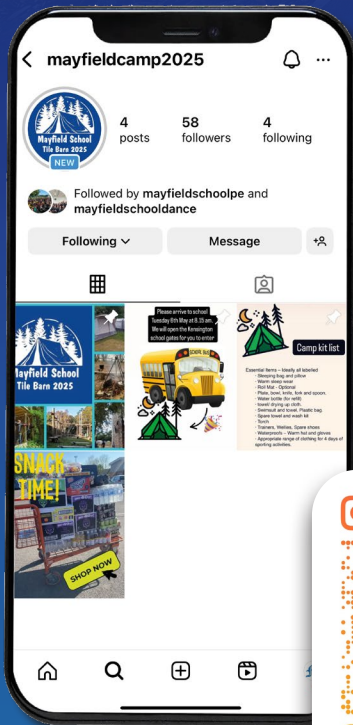 mayfieldcamp2025
Mayfield School
Tile Barn 2025
NEW
4
posts
58
followers
4
following
Followed by mayfieldschoolpe and
mayfieldschooldance
Following
Message
Mayfield School
Tile Barn 2025
Please arrive to school
Tuesday 6th May at 8.15 am
We will open the Kensington
school gates for you to enter
SCHOOL BUS
Camp kit list
Essential Items – Ideally all labelled
- Sleeping bag and pillow
- Warm sleep wear
- Roll Mat - Optional
- Plate, bowl, knife, fork and spoon.
- Water bottle (for refill)
- towel/ drying up cloth.
- Swimsuit and towel. Plastic bag.
- Spare towel and wash kit
- Torch
- Trainers, Wellies, Spare shoes
- Waterproofs – Warm hat and gloves
- Appropriate range of clothing for 4 days of
sporting activities.
SNACK
TIME!
SHOP NOW